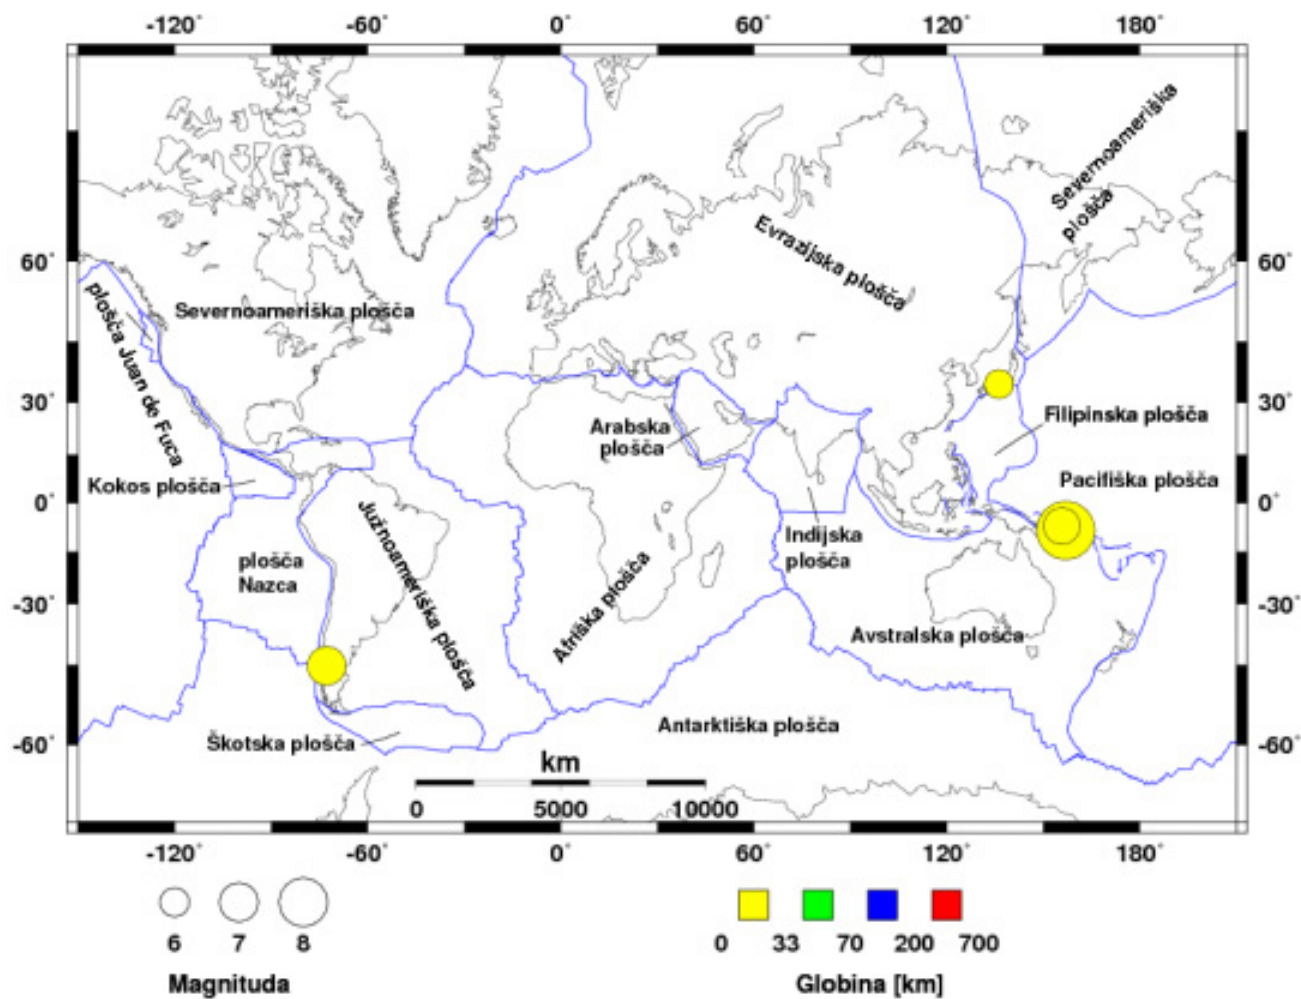 -120° -60° 0° 60° 120° 180°
Severnoameriška
plošča
Evrazijska plošča
60° 60°
Severnoameriška plošča
plošča Juan de Fuca
30° 30°
Filipinska plošča
Arabska
plošča
Kokos plošča
Pacifiška plošča
0° 0°
Južnoameriška plošča
Indijska
plošča
plošča
Nazca
Afriška plošča
-30° -30°
Avstralska plošča
Antarktiška plošča
Škotska plošča
-60° -60°
km
0 5000 10000
-120° -60° 0° 60° 120° 180°
6 7 8
0 33 70 200 700
Magnituda
Globina [km]